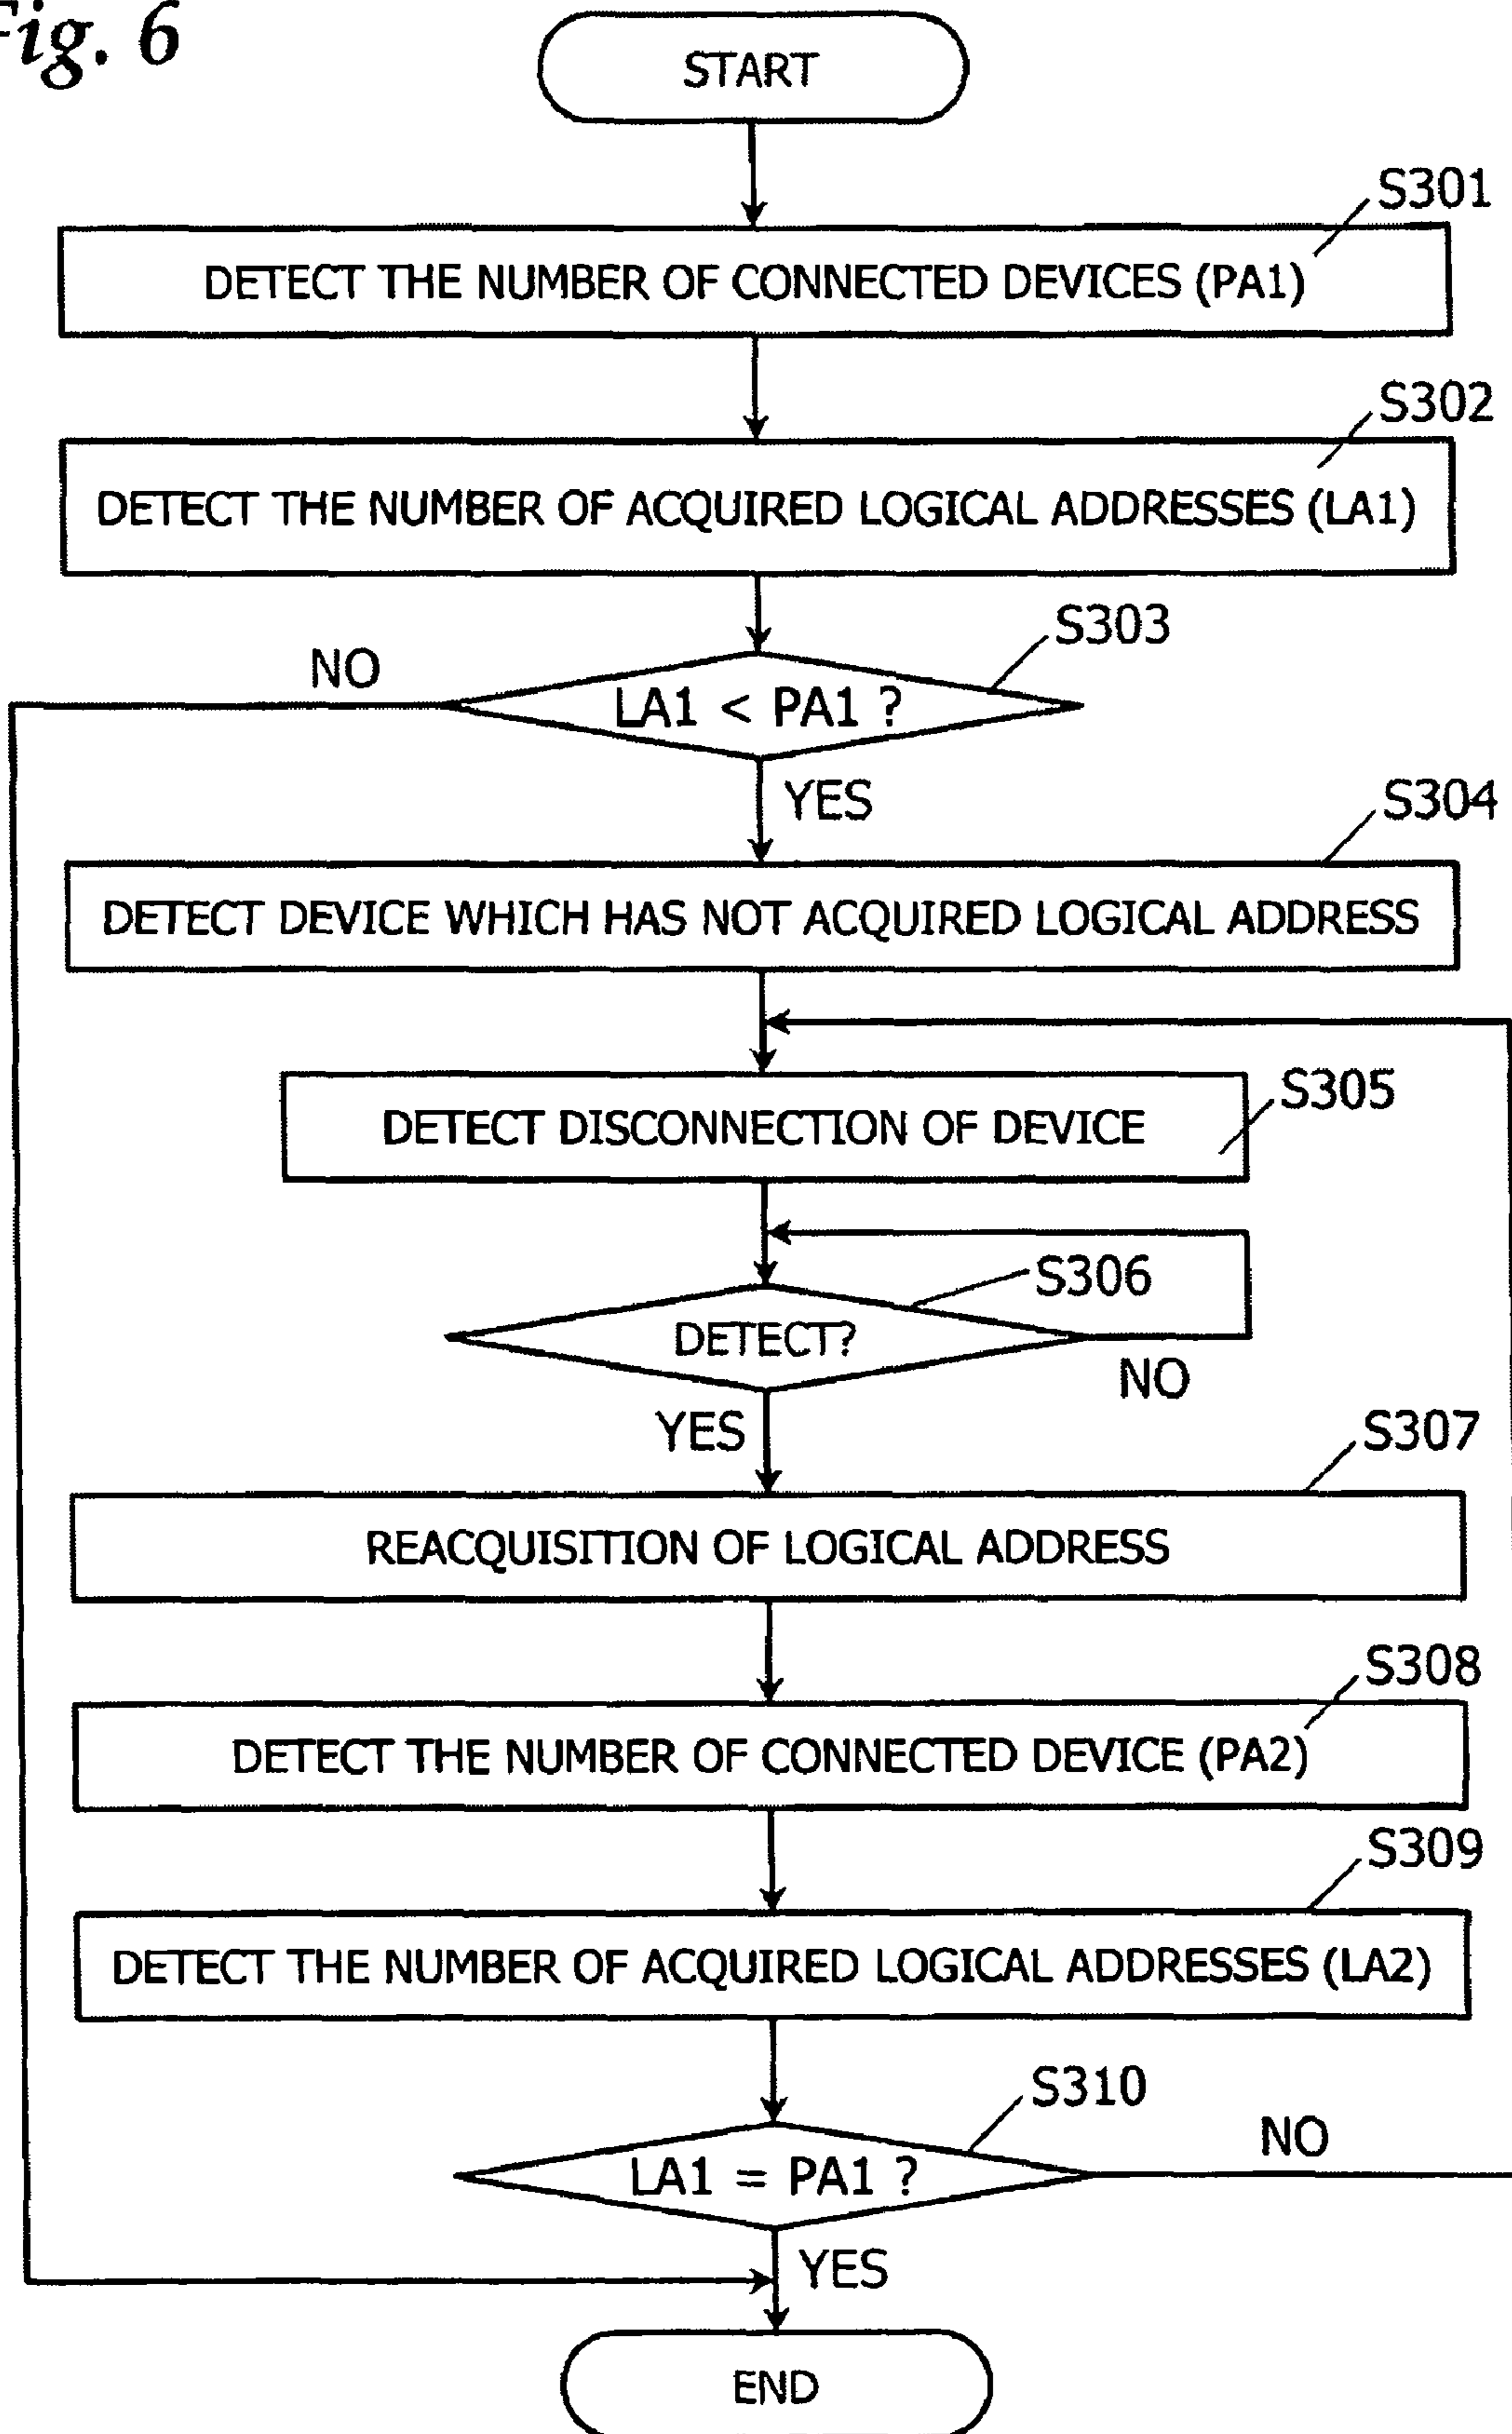 Fig. 6
START
S301
DETECT THE NUMBER OF CONNECTED DEVICES (PA1)
S302
DETECT THE NUMBER OF ACQUIRED LOGICAL ADDRESSES (LA1)
S303
NO
LA1 < PA1 ?
YES
S304
DETECT DEVICE WHICH HAS NOT ACQUIRED LOGICAL ADDRESS
S305
DETECT DISCONNECTION OF DEVICE
S306
DETECT?
NO
YES
S307
REACQUISITION OF LOGICAL ADDRESS
S308
DETECT THE NUMBER OF CONNECTED DEVICE (PA2)
S309
DETECT THE NUMBER OF ACQUIRED LOGICAL ADDRESSES (LA2)
S310
NO
LA1 = PA1 ?
YES
END